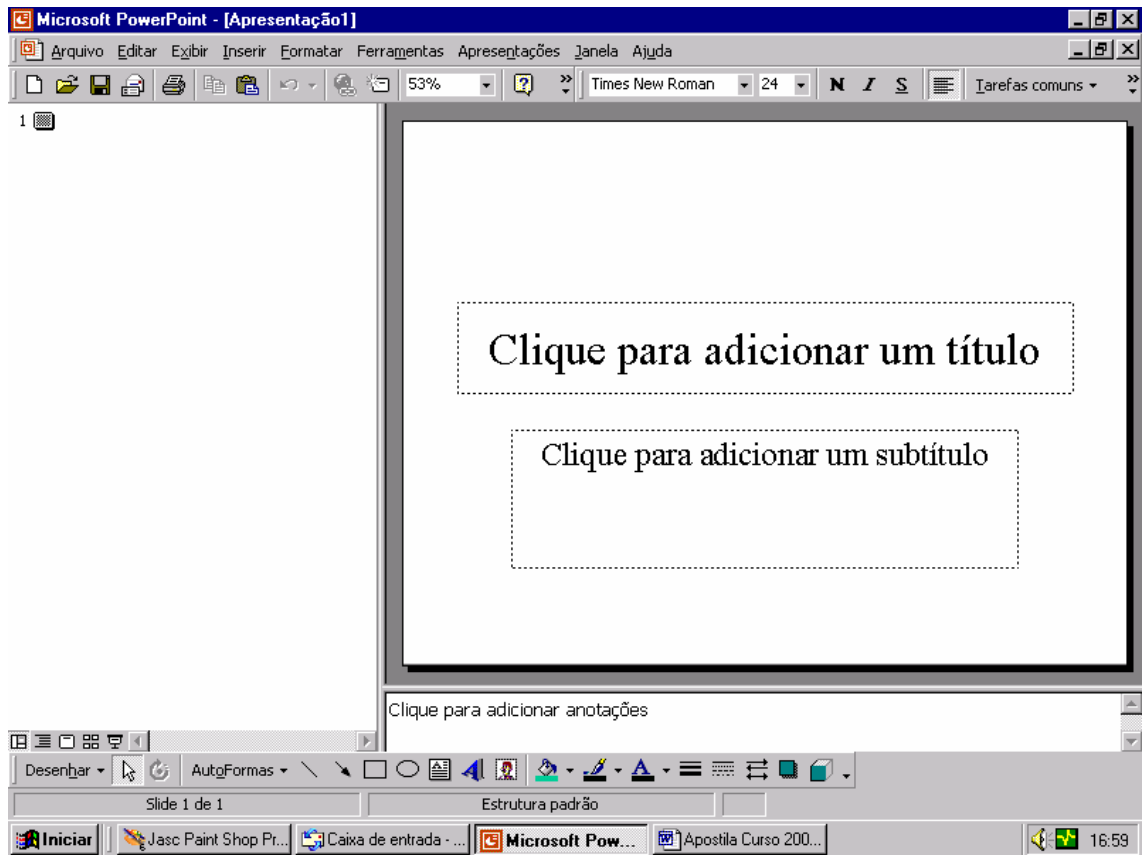 Microsoft PowerPoint - [Apresentação1]
Arquivo Editar Exibir Inserir Formatar Ferramentas Apresentações Janela Ajuda
53% Times New Roman 24 N I S Tarefas comuns
1
Clique para adicionar um título
Clique para adicionar um subtítulo
Clique para adicionar anotações
Desenhar AutoFormas
Slide 1 de 1 Estrutura padrão
Iniciar Jasc Paint Shop Pr... Caixa de entrada - ... Microsoft Pow... Apostila Curso 200... 16:59